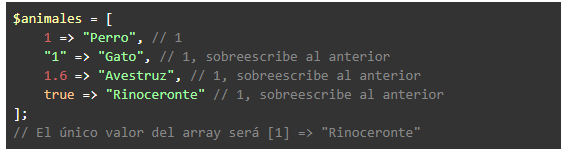 $animales = [
    1 => "Perro", // 1
    "1" => "Gato", // 1, sobreescribe al anterior
    1.6 => "Avestruz", // 1, sobreescribe al anterior
    true => "Rinoceronte" // 1, sobreescribe al anterior
];
// El único valor del array será [1] => "Rinoceronte"